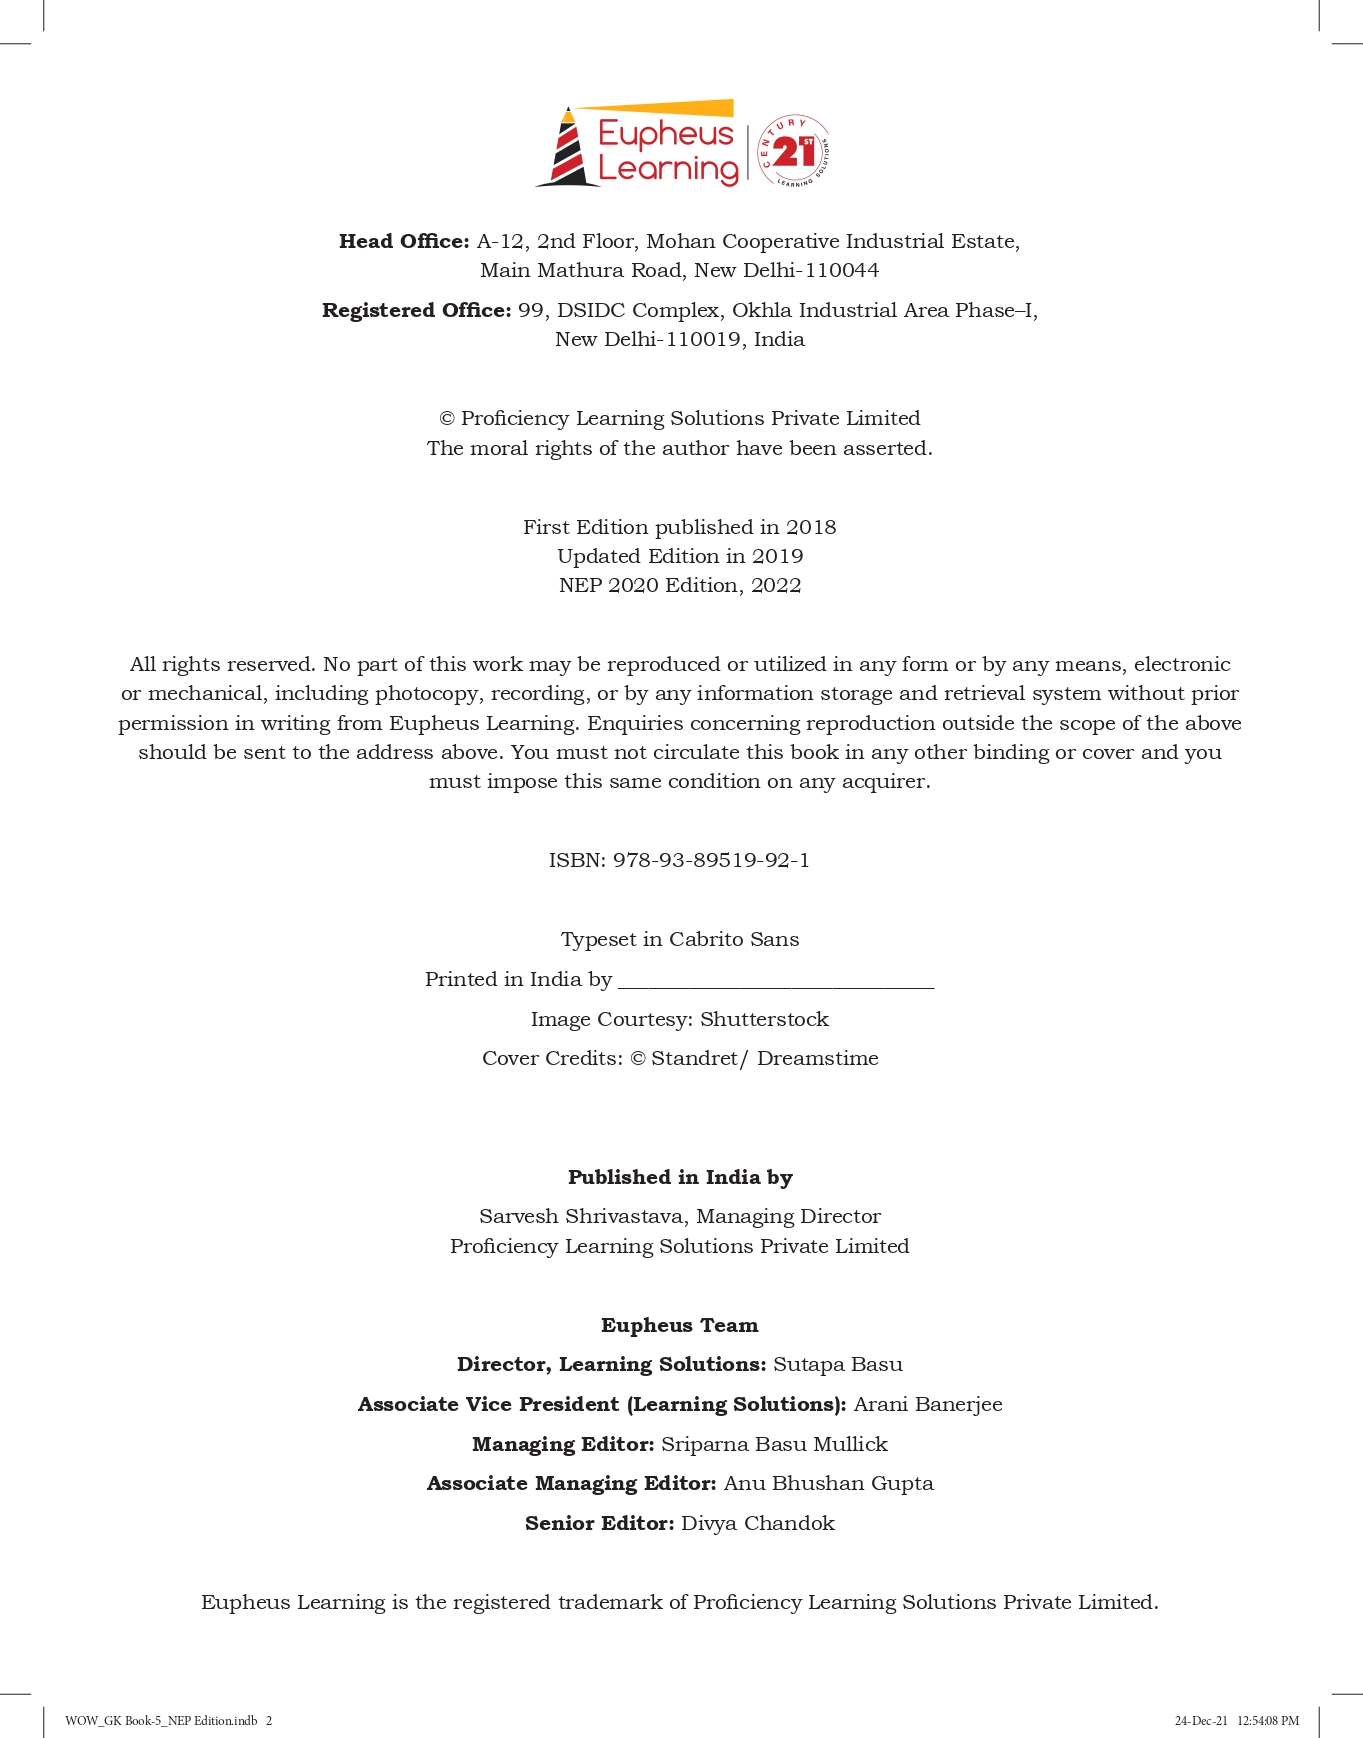 Eupheus
Learning
CENTURY
21ST
LEARNING SOLUTIONS
Head Office: A-12, 2nd Floor, Mohan Cooperative Industrial Estate,
Main Mathura Road, New Delhi-110044
Registered Office: 99, DSIDC Complex, Okhla Industrial Area Phase–I,
New Delhi-110019, India
© Proficiency Learning Solutions Private Limited
The moral rights of the author have been asserted.
First Edition published in 2018
Updated Edition in 2019
NEP 2020 Edition, 2022
All rights reserved. No part of this work may be reproduced or utilized in any form or by any means, electronic
or mechanical, including photocopy, recording, or by any information storage and retrieval system without prior
permission in writing from Eupheus Learning. Enquiries concerning reproduction outside the scope of the above
should be sent to the address above. You must not circulate this book in any other binding or cover and you
must impose this same condition on any acquirer.
ISBN: 978-93-89519-92-1
Typeset in Cabrito Sans
Printed in India by ______________________________
Image Courtesy: Shutterstock
Cover Credits: © Standret/ Dreamstime
Published in India by
Sarvesh Shrivastava, Managing Director
Proficiency Learning Solutions Private Limited
Eupheus Team
Director, Learning Solutions: Sutapa Basu
Associate Vice President (Learning Solutions): Arani Banerjee
Managing Editor: Sriparna Basu Mullick
Associate Managing Editor: Anu Bhushan Gupta
Senior Editor: Divya Chandok
Eupheus Learning is the registered trademark of Proficiency Learning Solutions Private Limited.
WOW_GK Book-5_NEP Edition.indb 2 24-Dec-21 12:54:08 PM